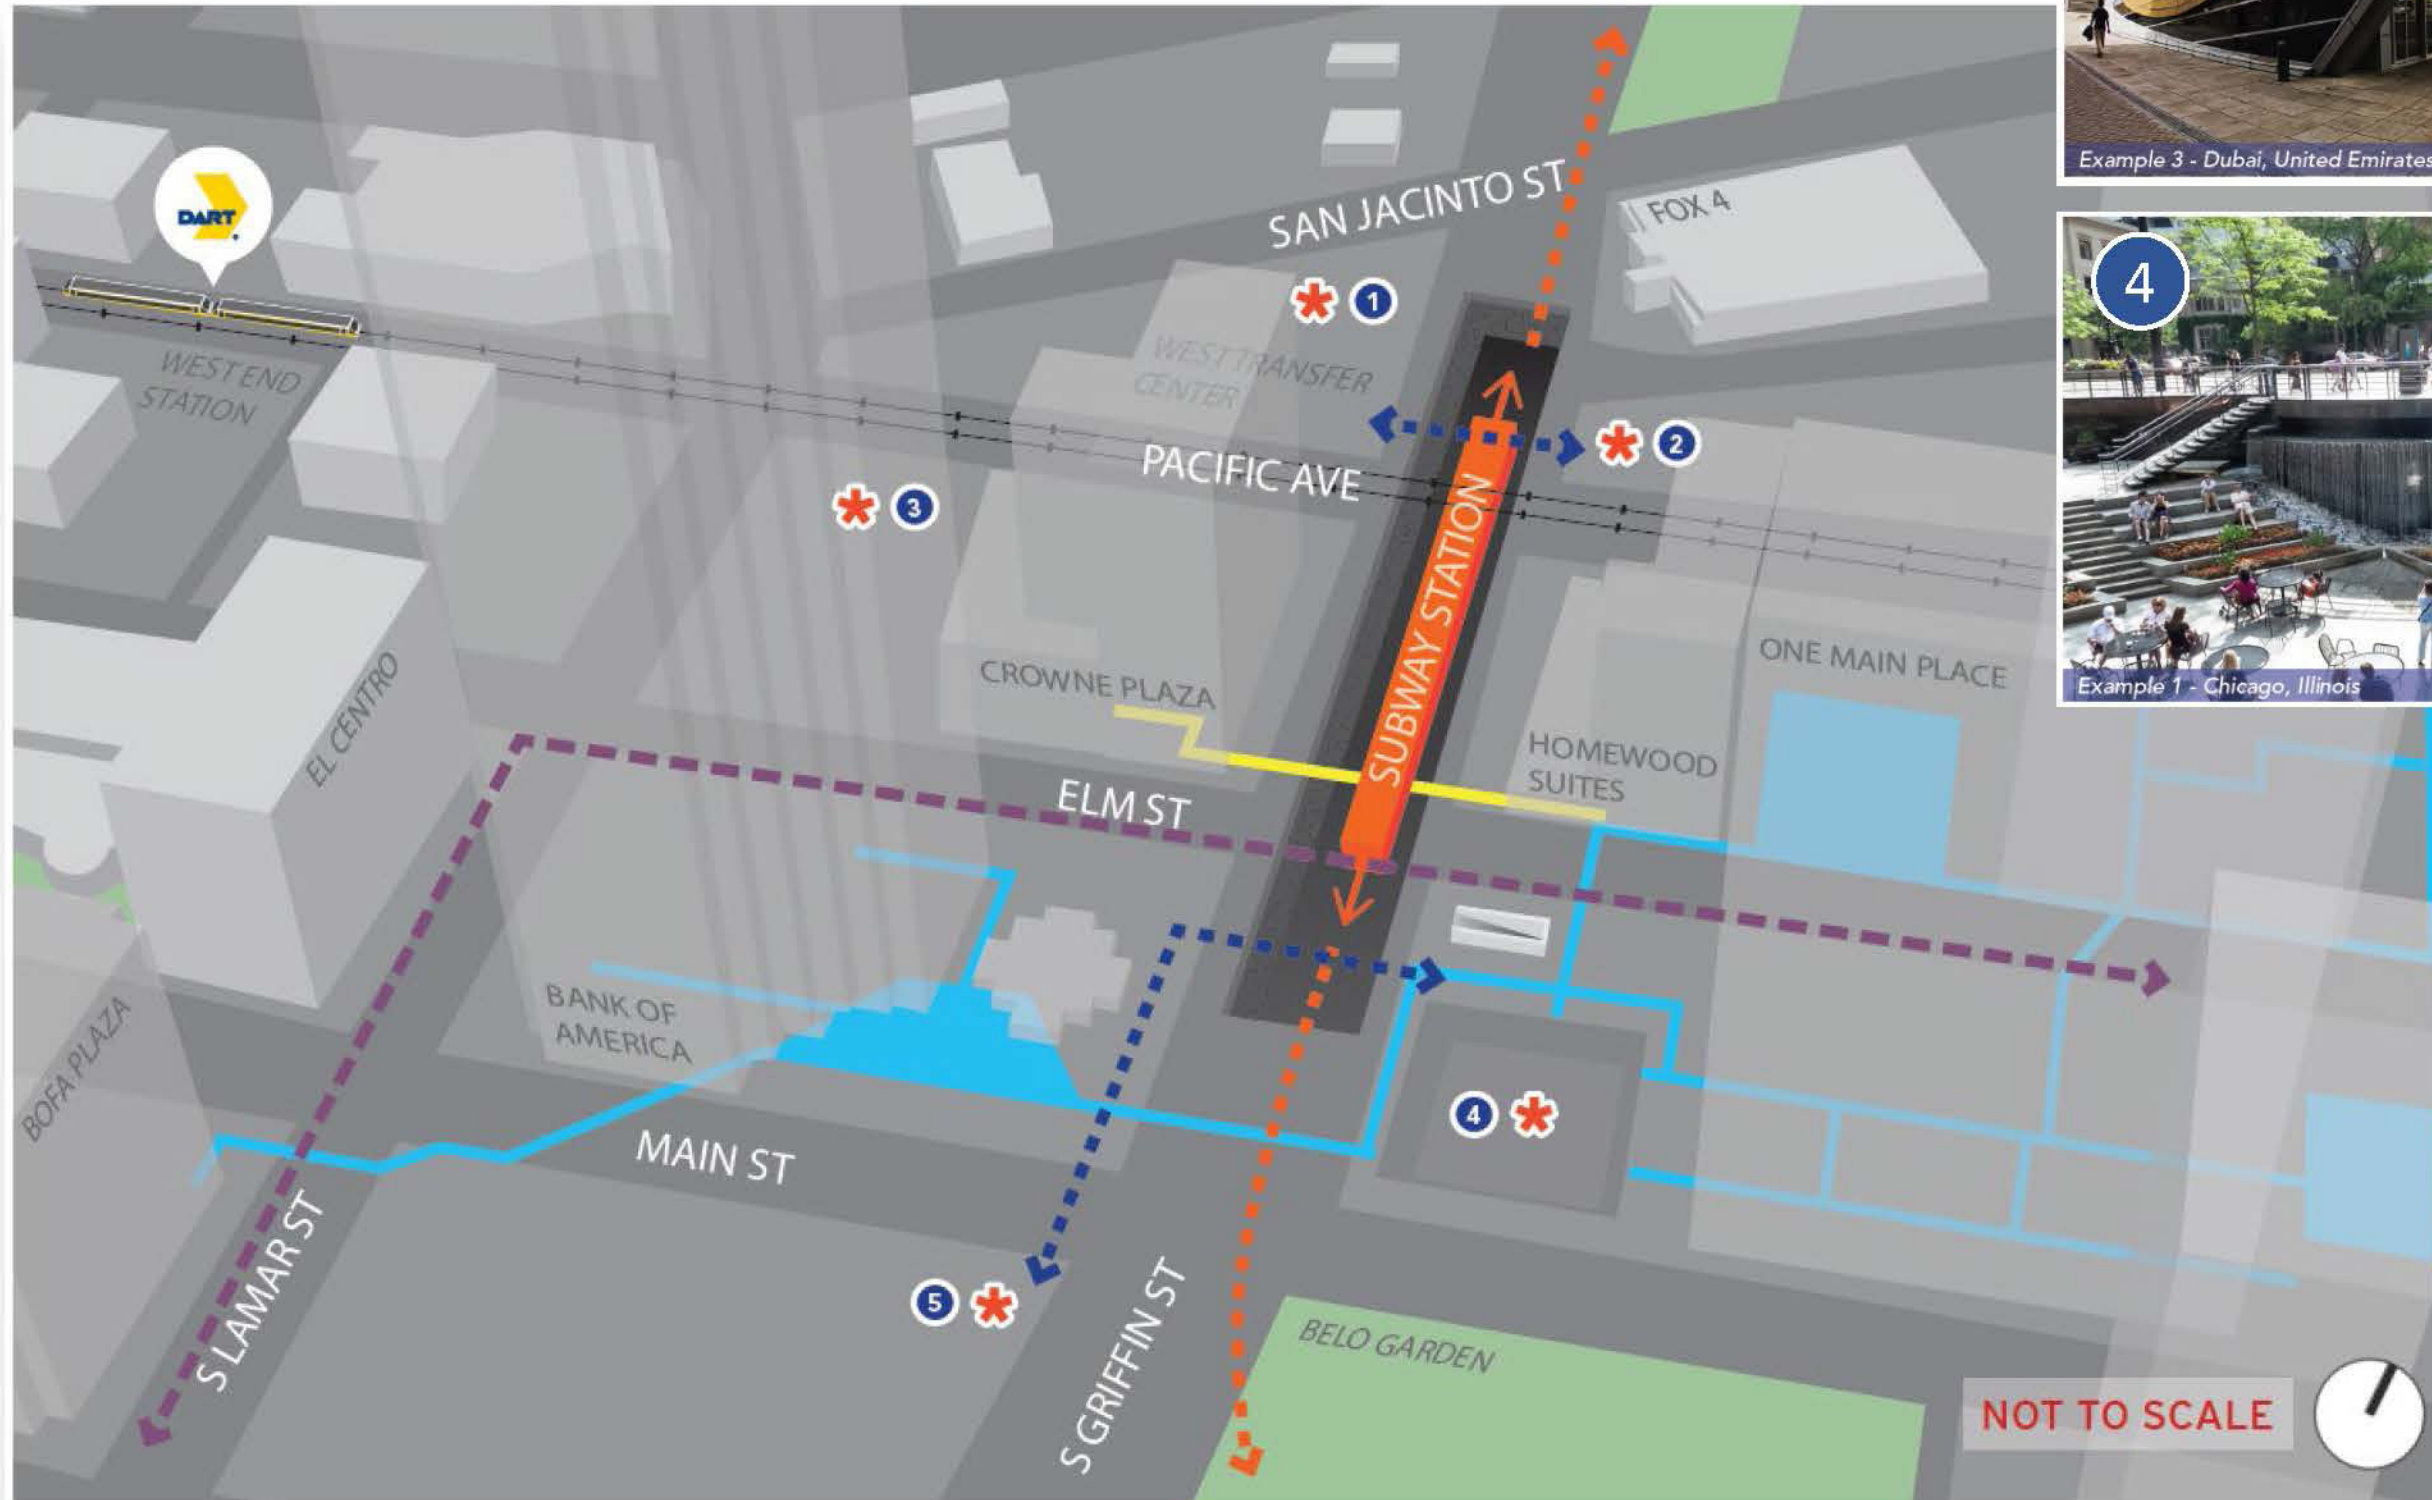 Example 3 - Dubai, United Emirates
DART
SAN JACINTO ST
FOX 4
4
1
WEST TRANSFER
CENTER
WEST END
STATION
2
PACIFIC AVE
3
SUBWAY STATION
ONE MAIN PLACE
CROWNE PLAZA
EL CENTRO
Example 1 - Chicago, Illinois
HOMEWOOD
SUITES
ELM ST
BANK OF
AMERICA
BOFA PLAZA
4
MAIN ST
S LAMAR ST
5
S GRIFFIN ST
BELO GARDEN
NOT TO SCALE